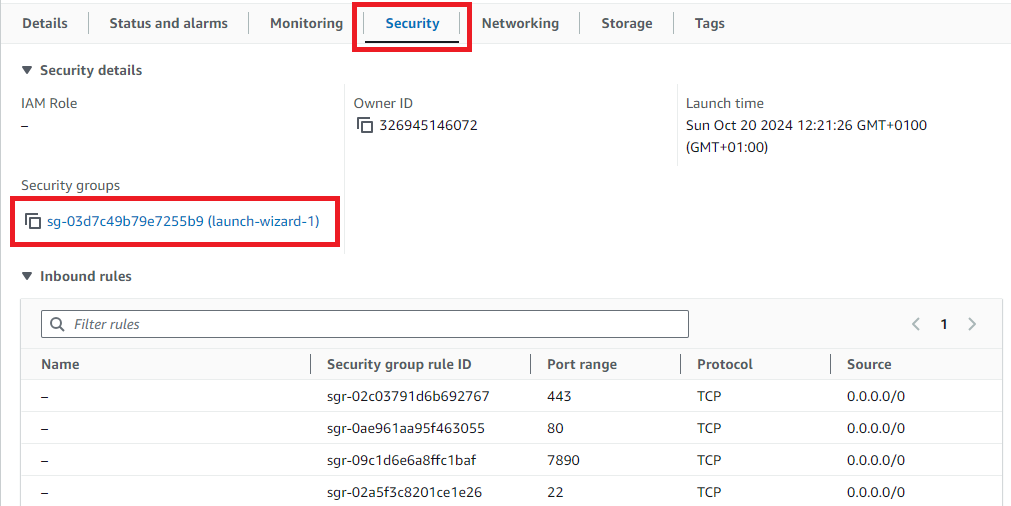 Details Status and alarms Monitoring Security Networking Storage Tags
Security details
IAM Role Owner ID Launch time
– 326945146072 Sun Oct 20 2024 12:21:26 GMT+0100
(GMT+01:00)
Security groups
sg-03d7c49b79e7255b9 (launch-wizard-1)
Inbound rules
Filter rules 1
Name Security group rule ID Port range Protocol Source
– sgr-02c03791d6b692767 443 TCP 0.0.0.0/0
– sgr-0ae961aa95f463055 80 TCP 0.0.0.0/0
– sgr-09c1d6e6a8ffc1baf 7890 TCP 0.0.0.0/0
– sgr-02a5f3c8201ce1e26 22 TCP 0.0.0.0/0